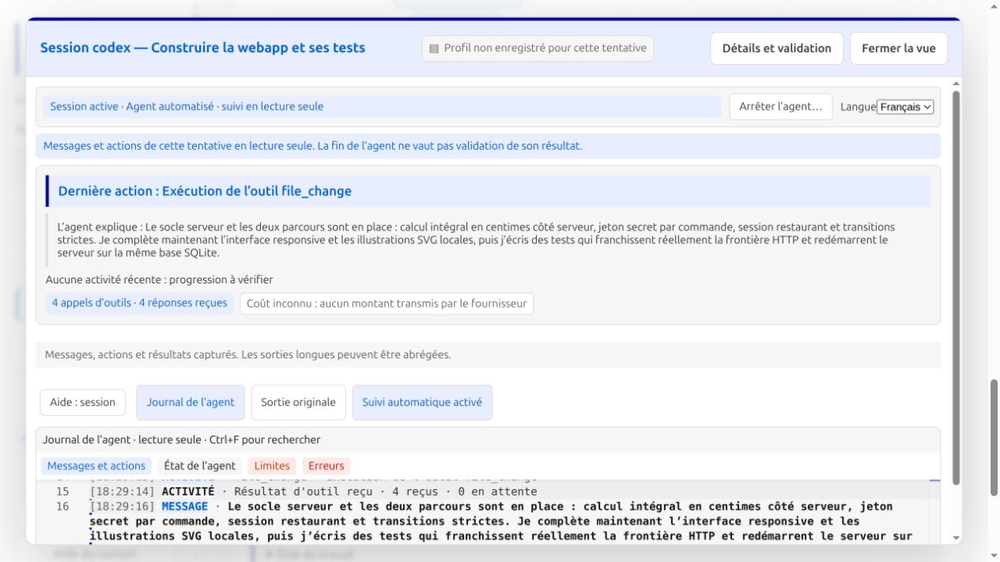 Session codex — Construire la webapp et ses tests
Profil non enregistré pour cette tentative
Détails et validation
Fermer la vue
Session active · Agent automatisé · suivi en lecture seule
Arrêter l’agent…
Langue
Français
Messages et actions de cette tentative en lecture seule. La fin de l’agent ne vaut pas validation de son résultat.
Dernière action : Exécution de l’outil file_change
L’agent explique : Le socle serveur et les deux parcours sont en place : calcul intégral en centimes côté serveur, jeton secret par commande, session restaurant et transitions
strictes. Je complète maintenant l’interface responsive et les illustrations SVG locales, puis j’écris des tests qui franchissent réellement la frontière HTTP et redémarrent le
serveur sur la même base SQLite.
Aucune activité récente : progression à vérifier
4 appels d’outils · 4 réponses reçues
Coût inconnu : aucun montant transmis par le fournisseur
Messages, actions et résultats capturés. Les sorties longues peuvent être abrégées.
Aide : session
Journal de l’agent
Sortie originale
Suivi automatique activé
Journal de l’agent · lecture seule · Ctrl+F pour rechercher
Messages et actions
État de l’agent
Limites
Erreurs
15 [18:29:14] ACTIVITÉ · Résultat d'outil reçu · 4 reçus · 0 en attente
16 [18:29:16] MESSAGE · Le socle serveur et les deux parcours sont en place : calcul intégral en centimes côté serveur, jeton
secret par commande, session restaurant et transitions strictes. Je complète maintenant l’interface responsive et les
illustrations SVG locales, puis j’écris des tests qui franchissent réellement la frontière HTTP et redémarrent le serveur sur